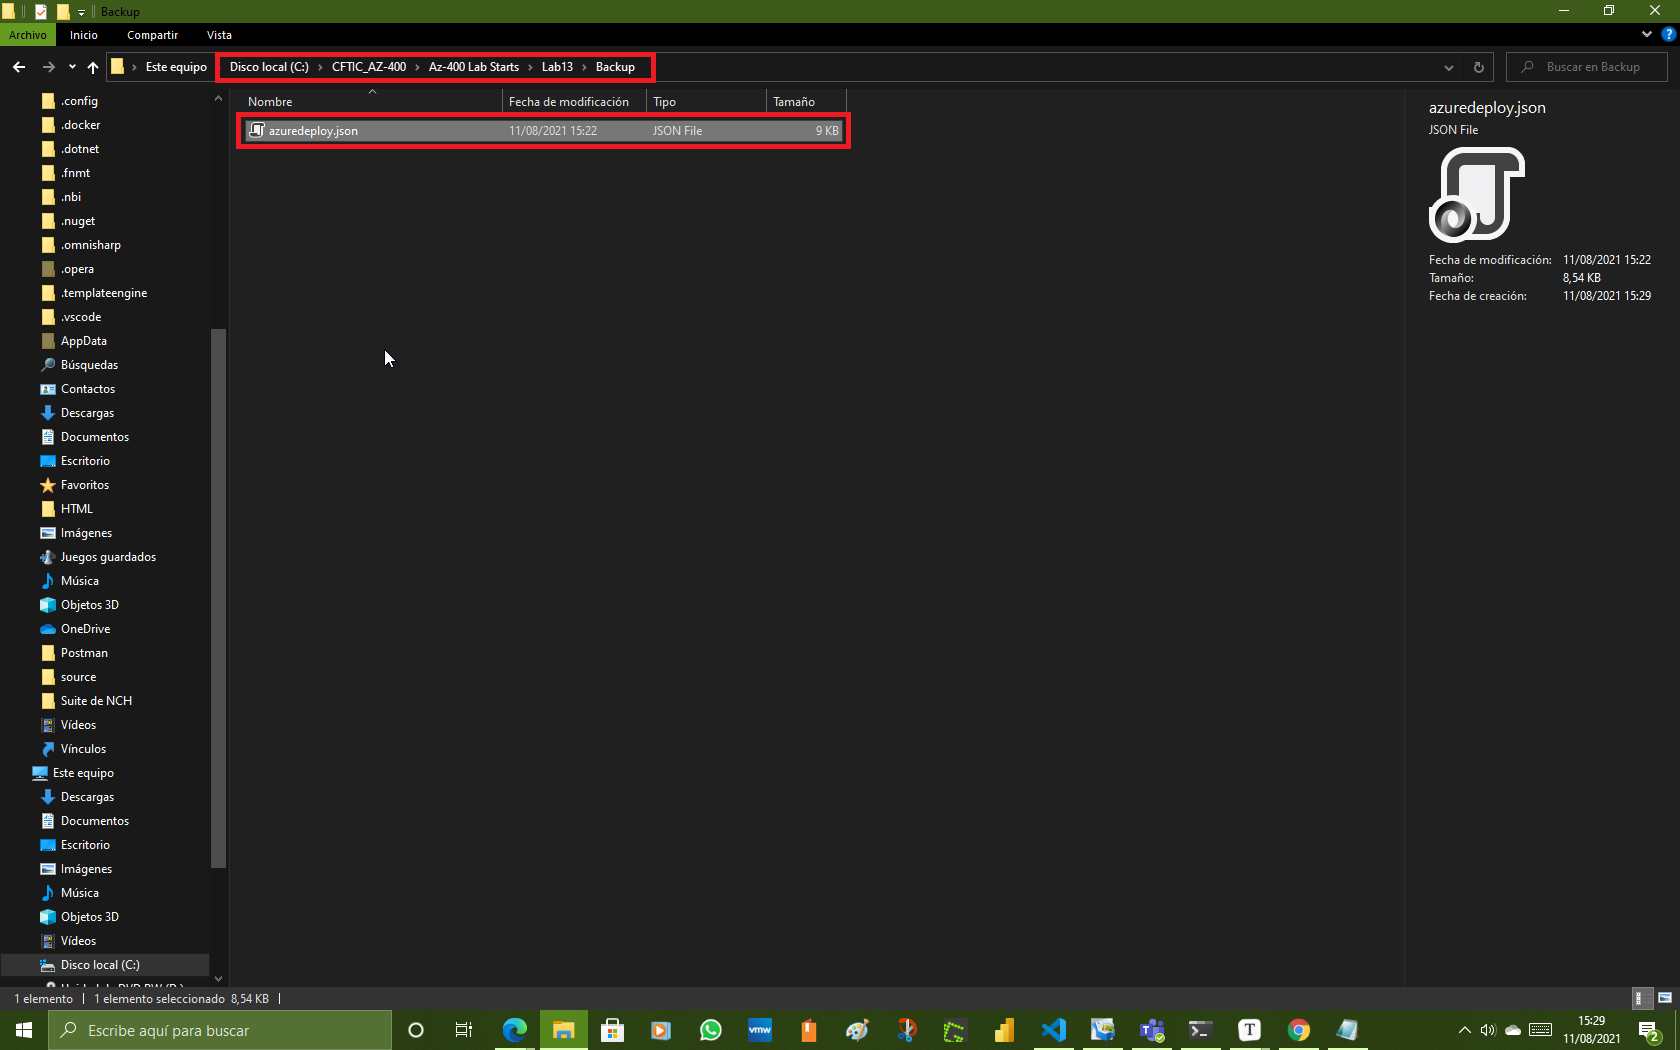 Backup
Archivo Inicio Compartir Vista
Este equipo Disco local (C:) CFTIC_AZ-400 Az-400 Lab Starts Lab13 Backup
Buscar en Backup
.config
.docker
.dotnet
.fnmt
.nbi
.nuget
.omnisharp
.opera
.templateengine
.vscode
AppData
Búsquedas
Contactos
Descargas
Documentos
Escritorio
Favoritos
HTML
Imágenes
Juegos guardados
Música
Objetos 3D
OneDrive
Postman
source
Suite de NCH
Vídeos
Vínculos
Este equipo
Descargas
Documentos
Escritorio
Imágenes
Música
Objetos 3D
Vídeos
Disco local (C:)
Nombre Fecha de modificación Tipo Tamaño
azuredeploy.json 11/08/2021 15:22 JSON File 9 KB
azuredeploy.json
JSON File
Fecha de modificación: 11/08/2021 15:22
Tamaño: 8,54 KB
Fecha de creación: 11/08/2021 15:29
1 elemento 1 elemento seleccionado 8,54 KB
Escribe aquí para buscar
vmw
T
15:29
11/08/2021
2